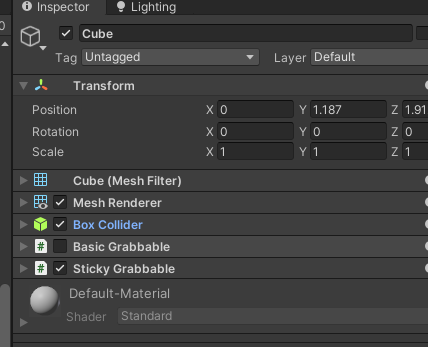 Inspector Lighting
0 Cube
Tag Untagged Layer Default
Transform
Position X 0 Y 1.187 Z 1.91
Rotation X 0 Y 0 Z 0
Scale X 1 Y 1 Z 1
Cube (Mesh Filter)
Mesh Renderer
Box Collider
# Basic Grabbable
# Sticky Grabbable
Default-Material
Shader Standard